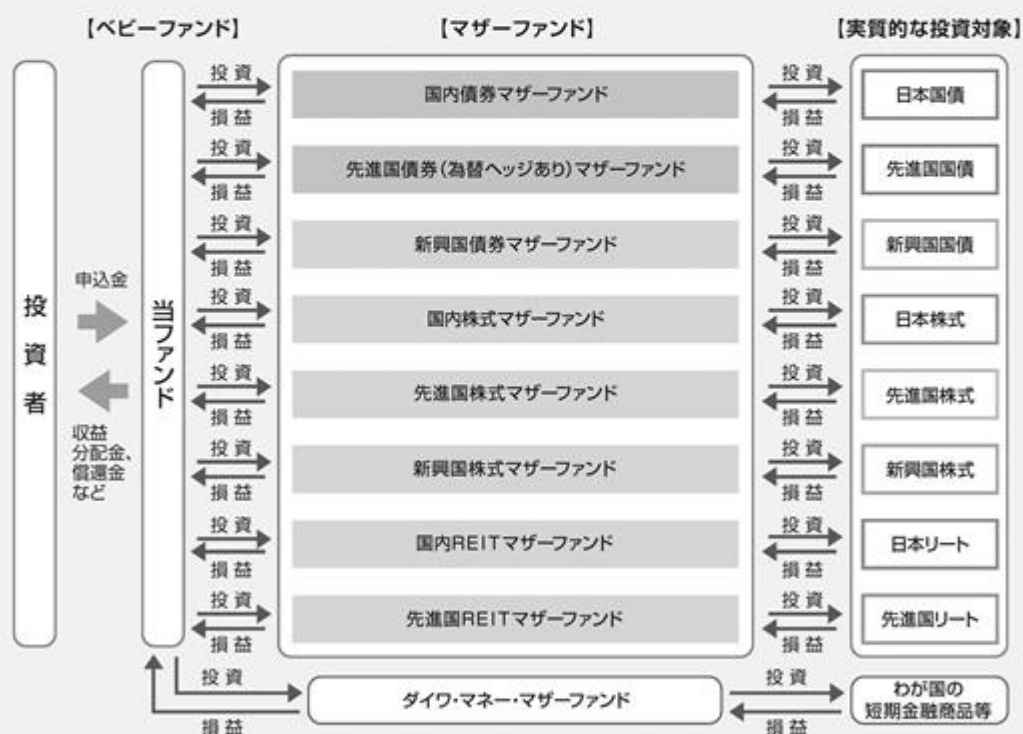 【ベビーファンド】
【マザーファンド】
【実質的な投資対象】
投資者
申込金
収益
分配金、
償還金
など
当ファンド
投資
損益
国内債券マザーファンド
投資
損益
日本国債
投資
損益
先進国債券(為替ヘッジあり)マザーファンド
投資
損益
先進国国債
投資
損益
新興国債券マザーファンド
投資
損益
新興国国債
投資
損益
国内株式マザーファンド
投資
損益
日本株式
投資
損益
先進国株式マザーファンド
投資
損益
先進国株式
投資
損益
新興国株式マザーファンド
投資
損益
新興国株式
投資
損益
国内REITマザーファンド
投資
損益
日本リート
投資
損益
先進国REITマザーファンド
投資
損益
先進国リート
投資
損益
ダイワ・マネー・マザーファンド
投資
損益
わが国の
短期金融商品等